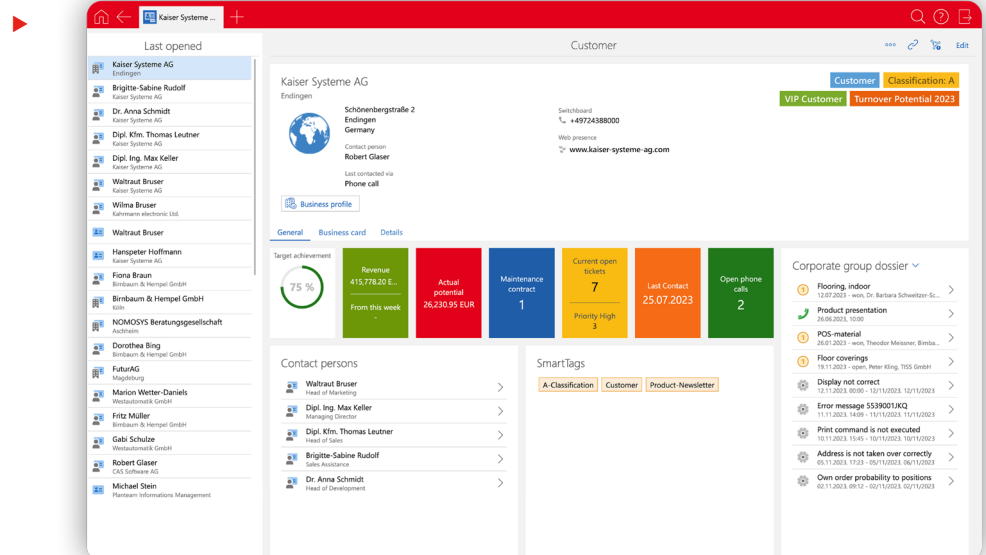 Kaiser Systeme ...
Last opened
Kaiser Systeme AG
Endingen
Brigitte-Sabine Rudolf
Kaiser Systeme AG
Dr. Anna Schmidt
Kaiser Systeme AG
Dipl. Kfm. Thomas Leutner
Kaiser Systeme AG
Dipl. Ing. Max Keller
Kaiser Systeme AG
Waltraut Bruser
Kaiser Systeme AG
Wilma Bruser
Kahrmann electronic Ltd.
Waltraut Bruser
Hanspeter Hoffmann
Kaiser Systeme AG
Fiona Braun
Birnbaum & Hempel GmbH
Birnbaum & Hempel GmbH
Köln
NOMOSYS Beratungsgesellschaft
Aschheim
Dorothea Bing
Birnbaum & Hempel GmbH
FuturAG
Magdeburg
Marion Wetter-Daniels
Westautomatik GmbH
Fritz Müller
Birnbaum & Hempel GmbH
Gabi Schulze
Westautomatik GmbH
Robert Glaser
CAS Software AG
Michael Stein
Planteam Informations Management
Customer
Edit
Kaiser Systeme AG
Endingen
Customer
Classification: A
VIP Customer
Turnover Potential 2023
Schönenbergstraße 2
Endingen
Germany
Contact person
Robert Glaser
Last contacted via
Phone call
Switchboard
+49724388000
Web presence
www.kaiser-systeme-ag.com
Business profile
General
Business card
Details
Target achievement
75 %
Revenue
415,778.20 E...
From this week
-
Actual
potential
26,230.95 EUR
Maintenance
contract
1
Current open
tickets
7
Priority High
3
Last Contact
25.07.2023
Open phone
calls
2
Contact persons
Waltraut Bruser
Head of Marketing
Dipl. Ing. Max Keller
Managing Director
Dipl. Kfm. Thomas Leutner
Head of Sales
Brigitte-Sabine Rudolf
Sales Assistance
Dr. Anna Schmidt
Head of Development
SmartTags
A-Classification
Customer
Product-Newsletter
Corporate group dossier
Flooring, indoor
12.07.2023 - won, Dr. Barbara Schweitzer-Sc...
Product presentation
26.06.2023, 10:00
POS-material
26.01.2023 - won, Theodor Meissner, Birnba...
Floor coverings
19.11.2023 - open, Peter Kling, TISS GmbH
Display not correct
12.11.2023, 00:00 - 12/11/2023, 12/11/2023
Error message 5539001JKQ
11.11.2023, 14:09 - 11/11/2023, 11/11/2023
Print command is not executed
10.11.2023, 15:45 - 10/11/2023, 10/11/2023
Address is not taken over correctly
05.11.2023, 17:23 - 05/11/2023, 06/11/2023
Own order probability to positions
02.11.2023, 09:12 - 02/11/2023, 02/11/2023